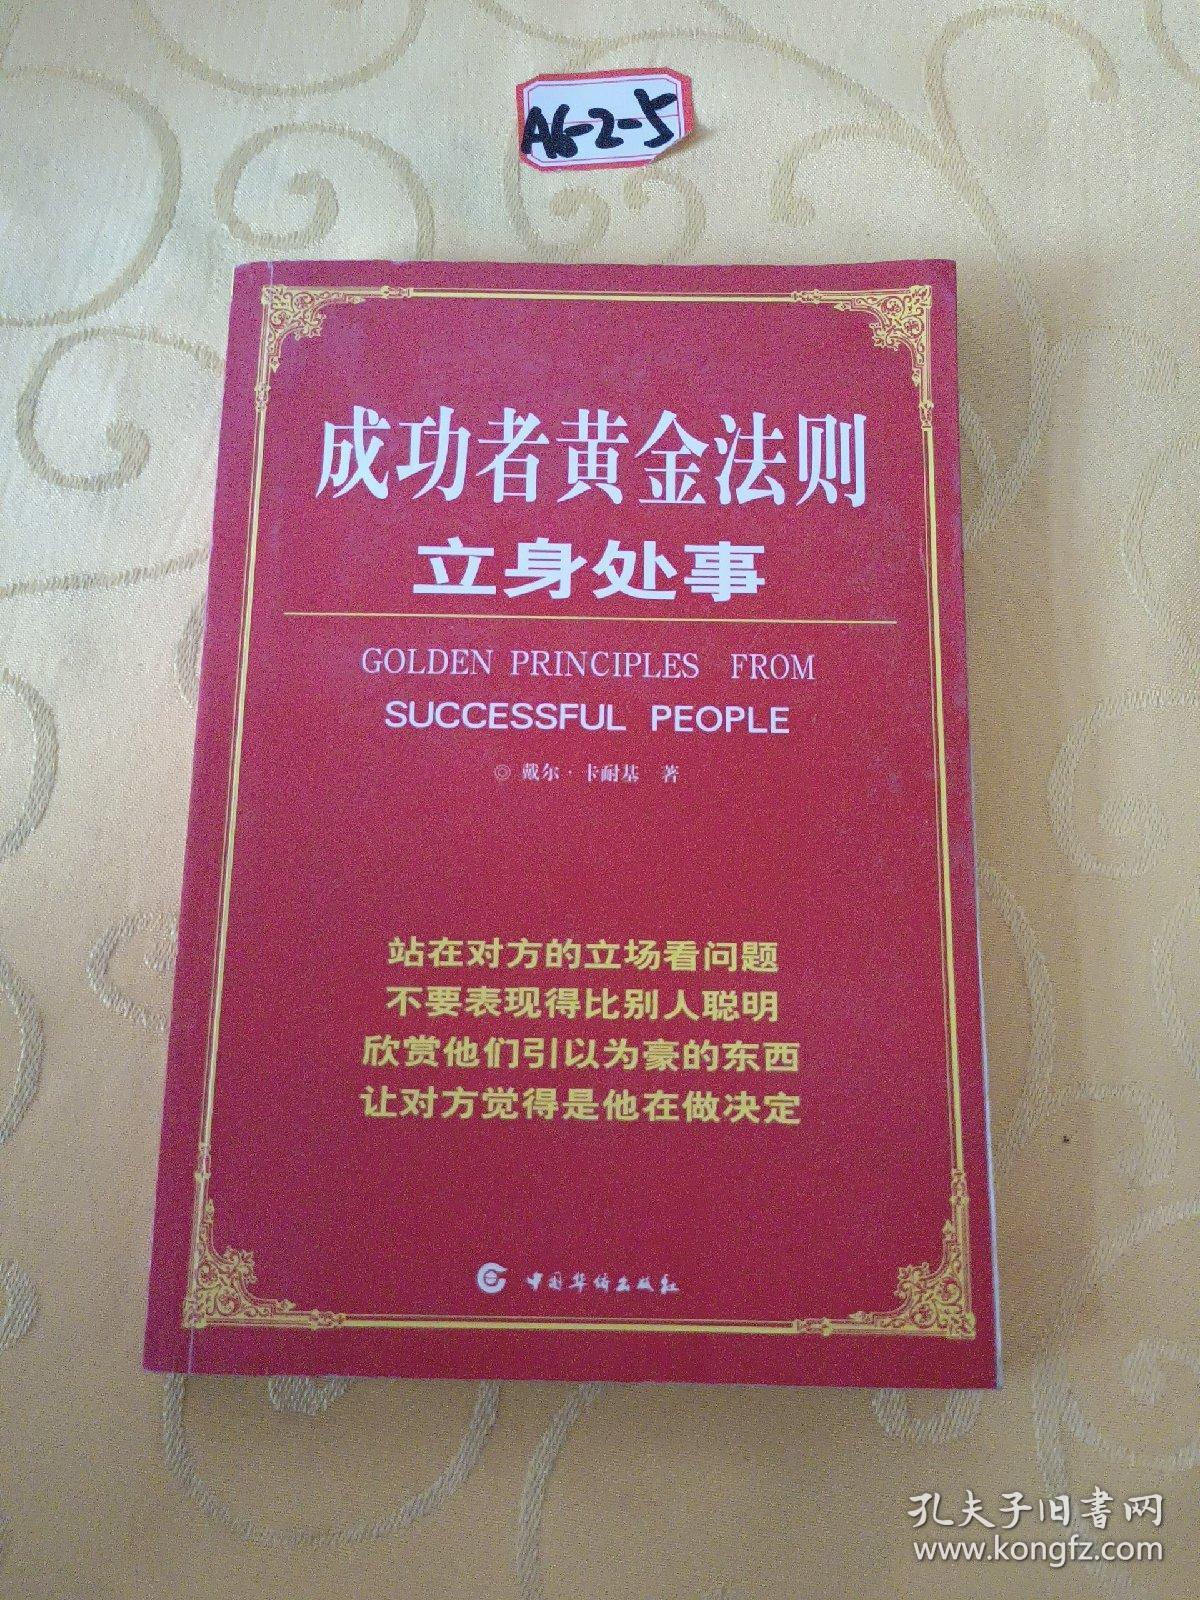 A6-2-5
成功者黄金法则
立身处事
GOLDEN PRINCIPLES FROM
SUCCESSFUL PEOPLE
◎ 戴尔·卡耐基 著
站在对方的立场看问题
不要表现得比别人聪明
欣赏他们引以为豪的东西
让对方觉得是他在做决定
中国华侨出版社
孔夫子旧书网
www.kongfz.com